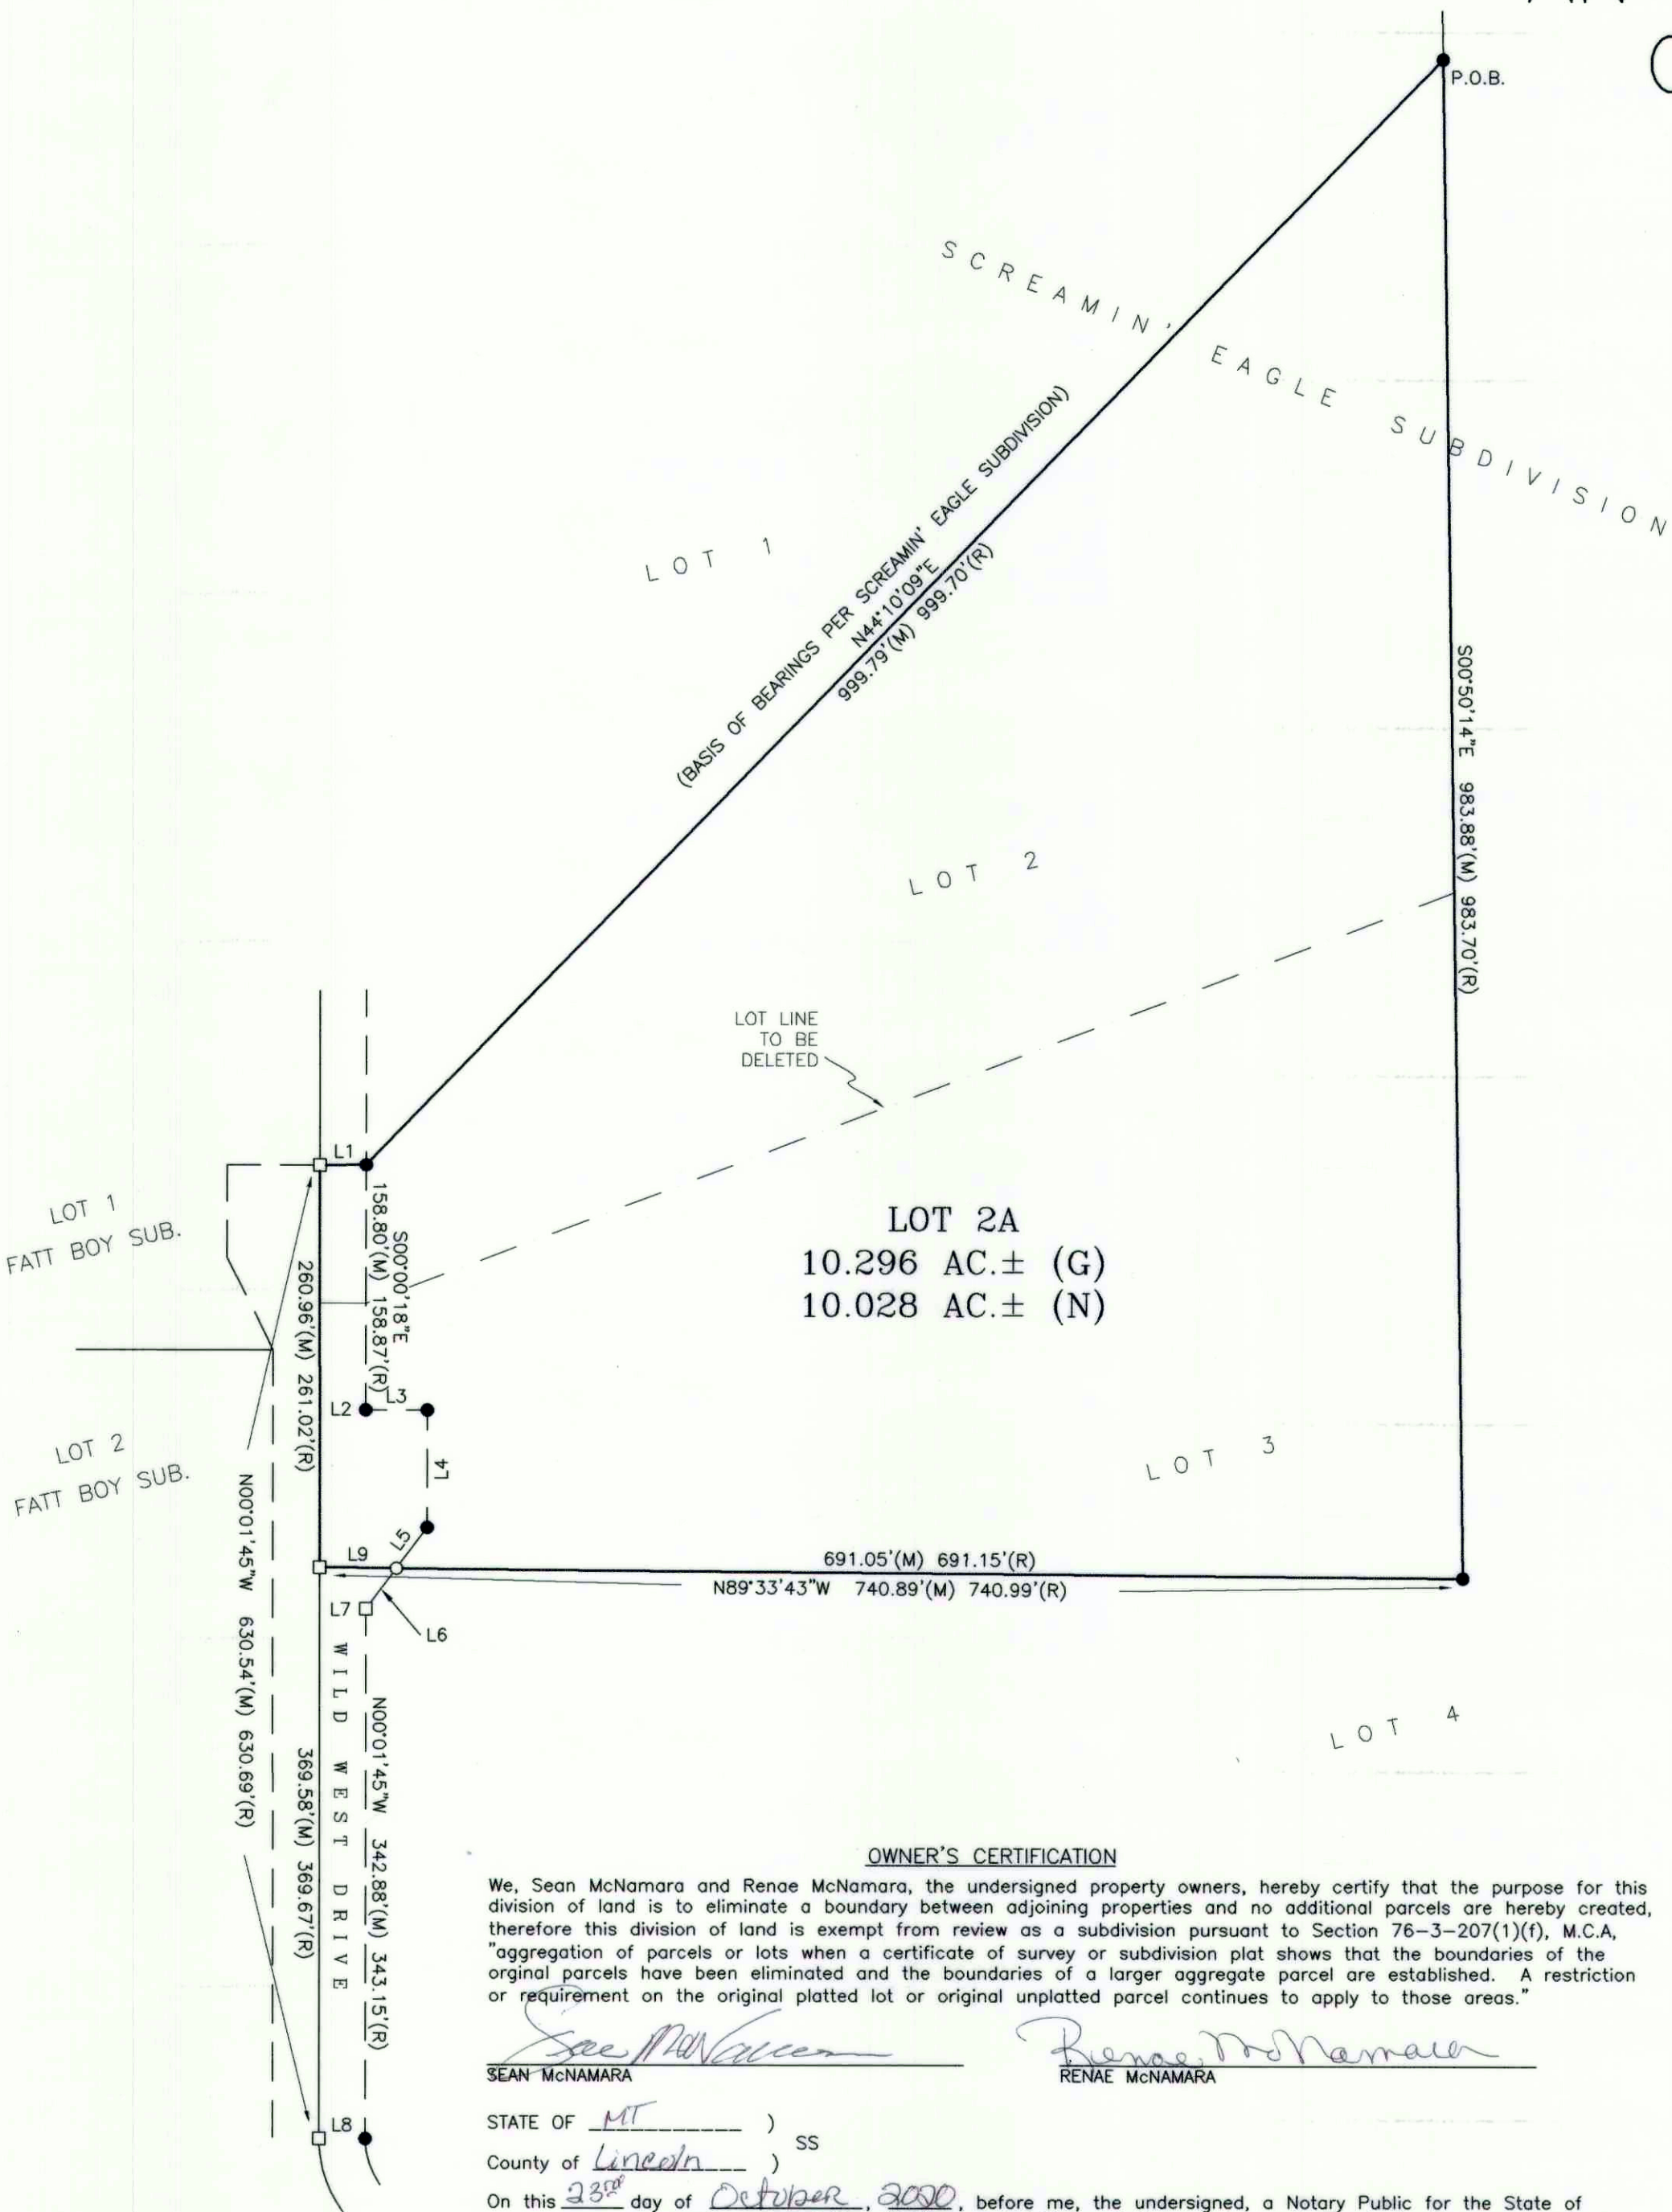 P.O.B.
SCREAMIN' EAGLE SUBDIVISION
LOT 1
(BASIS OF BEARINGS PER SCREAMIN' EAGLE SUBDIVISION)
N44°10'09"E
999.79'(M) 999.70'(R)
S00°50'14"E 983.88'(M) 983.70'(R)
LOT 2
LOT LINE
TO BE
DELETED
L1
LOT 1
FATT BOY SUB.
S00°00'18"E
158.80'(M) 158.87'(R)
LOT 2A
10.296 AC.± (G)
10.028 AC.± (N)
260.96'(M) 261.02'(R)
L2
L3
L4
LOT 2
FATT BOY SUB.
LOT 3
L5
L9
691.05'(M) 691.15'(R)
N89°33'43"W 740.89'(M) 740.99'(R)
L7
L6
N00°01'45"W 630.54'(M) 630.69'(R)
WILD WEST DRIVE
N00°01'45"W 342.88'(M) 343.15'(R)
369.58'(M) 369.67'(R)
LOT 4
L8
OWNER'S CERTIFICATION
We, Sean McNamara and Renae McNamara, the undersigned property owners, hereby certify that the purpose for this
division of land is to eliminate a boundary between adjoining properties and no additional parcels are hereby created,
therefore this division of land is exempt from review as a subdivision pursuant to Section 76-3-207(1)(f), M.C.A,
"aggregation of parcels or lots when a certificate of survey or subdivision plat shows that the boundaries of the
orginal parcels have been eliminated and the boundaries of a larger aggregate parcel are established. A restriction
or requirement on the original platted lot or original unplatted parcel continues to apply to those areas."
Renae McNamara
SEAN McNAMARA
RENAE McNAMARA
STATE OF MT )
SS
County of Lincoln )
On this 23rd day of October, 2020, before me, the undersigned, a Notary Public for the State of